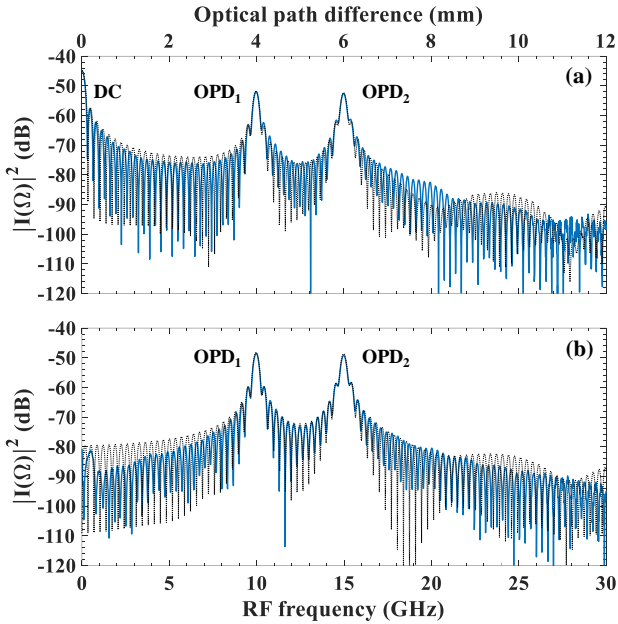 Optical path difference (mm)
0 2 4 6 8 10 12
-40
(a)
DC OPD₁ OPD₂
-50
-60
-70
-80
-90
-100
-110
-120
|I(Ω)|² (dB)
-40
(b)
OPD₁ OPD₂
-50
-60
-70
-80
-90
-100
-110
-120
|I(Ω)|² (dB)
0 5 10 15 20 25 30
RF frequency (GHz)